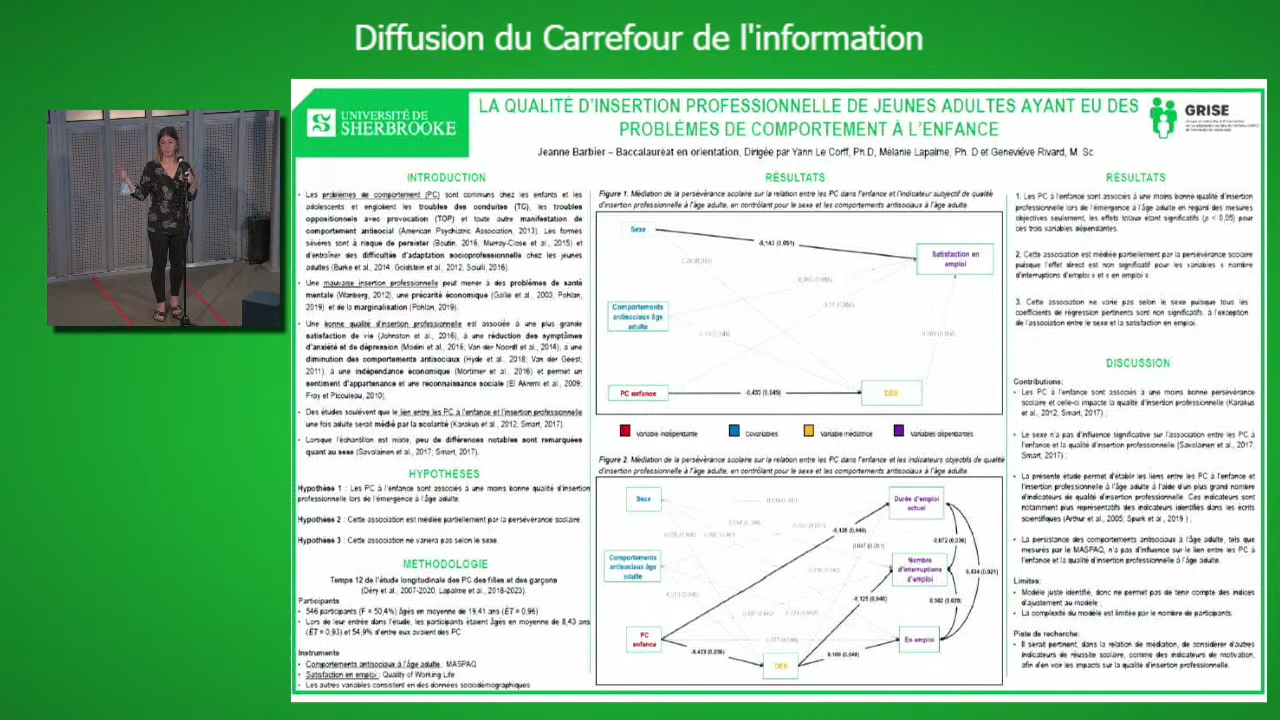 Diffusion du Carrefour de l'information
UNIVERSITÉ DE
SHERBROOKE
LA QUALITÉ D'INSERTION PROFESSIONNELLE DE JEUNES ADULTES AYANT EU DES
PROBLÈMES DE COMPORTEMENT À L'ENFANCE
GRISE
Jeanne Barbier – Baccalauréat en orientation, Dirigée par Yann Le Corff, Ph.D, Mélanie Lapalme, Ph. D et Geneviève Rivard, M. Sc
INTRODUCTION
• Les problèmes de comportement (PC) sont communs chez les enfants et les
adolescents et englobent les troubles des conduites (TC), les troubles
oppositionnels avec provocation (TOP) et toute autre manifestation de
comportement antisocial (American Psychiatric Association, 2013). Les formes
sévères sont à risque de persister (Boutin, 2016, Murray-Close et al., 2015) et
d'entraîner des difficultés d'adaptation socioprofessionnelle chez les jeunes
adultes (Burke et al., 2014, Goldstein et al., 2012, 2016)
• Une mauvaise insertion professionnelle peut mener à des problèmes de santé
mentale (Wanberg, 2012), une précarité économique (Gallie et al., 2003, Pohlan,
2019) et de la marginalisation (Pohlan, 2019).
• Une bonne qualité d'insertion professionnelle est associée à une plus grande
satisfaction de vie (Johnston et al., 2016), à une réduction des symptômes
d'anxiété et de dépression (Modini et al., 2016, Van der Noordt et al., 2014), à une
diminution des comportements antisociaux (Hyde et al., 2018; Van der Geest,
2011), à une indépendance économique (Mortimer et al., 2016) et permet un
sentiment d'appartenance et une reconnaissance sociale (El Akremi et al., 2009;
Fray et Picouleau, 2010).
• Des études soulèvent que le lien entre les PC à l'enfance et l'insertion professionnelle
une fois adulte serait médié par la scolarité (Karakus et al., 2012; Smart, 2017).
• Lorsque l'échantillon est mixte, peu de différences notables sont remarquées
quant au sexe (Savolainen et al., 2017; Smart, 2017).
HYPOTHÈSES
Hypothèse 1 : Les PC à l'enfant sont associés à une moins bonne qualité d'insertion
professionnelle lors de l'émergence à l'âge adulte.
Hypothèse 2 : Cette association est médiée partiellement par la persévérance scolaire.
Hypothèse 3 : Cette association ne variera pas selon le sexe.
MÉTHODOLOGIE
Temps 12 de l'étude longitudinale des PC des filles et des garçons
(Déry et al., 2007-2020, Lapalme et al., 2018-2023).
Participants
• 546 participants (F = 50,4%) âgés en moyenne de 19,41 ans (ÉT = 0,96)
• Lors de leur entrée dans l'étude, les participants étaient âgés en moyenne de 8,43 ans
(ÉT = 0,93) et 54,9% d'entre eux avaient des PC
Instruments
• Comportements antisociaux à l'âge adulte : MASPAQ
• Satisfaction en emploi : Quality of Working Life
• Les autres variables consistent en des données sociodémographiques
RÉSULTATS
Figure 1. Médiation de la persévérance scolaire sur la relation entre les PC dans l'enfance et l'indicateur subjectif de qualité
d'insertion professionnelle à l'âge adulte, en contrôlant pour le sexe et les comportements antisociaux à l'âge adulte.
Sexe
-0,143 (0,051)
Satisfaction en
emploi
Comportements
antisociaux âge
adulte
PC enfance
-0,433 (0,045)
DES
Variable indépendante
Covariables
Variable médiatrice
Variables dépendantes
Figure 2. Médiation de la persévérance scolaire sur la relation entre les PC dans l'enfance et les indicateurs objectifs de qualité
d'insertion professionnelle à l'âge adulte, en contrôlant pour le sexe et les comportements antisociaux à l'âge adulte.
Sexe
Durée d'emploi
actuel
Comportements
antisociaux âge
adulte
Nombre
d'interruptions
d'emploi
PC
enfance
En emploi
DES
RÉSULTATS
1. Les PC à l'enfance sont associés à une moins bonne qualité d'insertion
professionnelle lors de l'émergence à l'âge adulte en regard des mesures
objectives seulement, les effets totaux étant significatifs (p < 0,05) pour
ces trois variables dépendantes.
2. Cette association est médiée partiellement par la persévérance scolaire
puisque l'effet direct est non significatif pour les variables « nombre
d'interruptions d'emploi » et « en emploi ».
3. Cette association ne varie pas selon le sexe puisque tous les
coefficients de régression pertinents sont non significatifs, à l'exception
de l'association entre le sexe et la satisfaction en emploi.
DISCUSSION
Contributions:
• Les PC à l'enfance sont associés à une moins bonne persévérance
scolaire et celle-ci impacte la qualité d'insertion professionnelle (Karakus
et al., 2012, Smart, 2017) ;
• Le sexe n'a pas d'influence significative sur l'association entre les PC à
l'enfance et la qualité d'insertion professionnelle (Savolainen et al., 2017,
Smart, 2017) ;
• La présente étude permet d'établir les liens entre les PC à l'enfance et
l'insertion professionnelle à l'âge adulte à l'aide d'un plus grand nombre
d'indicateurs de qualité d'insertion professionnelle. Ces indicateurs sont
notamment plus représentatifs des indicateurs identifiés dans les écrits
scientifiques (Arthur et al., 2005; Spurk et al., 2019 ) ;
• La persistance des comportements antisociaux à l'âge adulte, tels que
mesurés par le MASPAQ, n'a pas d'influence sur le lien entre les PC à
l'enfance et la qualité d'insertion professionnelle à l'âge adulte.
Limites:
• Modèle juste identifié, donc ne permet pas de tenir compte des indices
d'ajustement au modèle ;
• La complexité du modèle est limitée par le nombre de participants.
Piste de recherche:
• Il serait pertinent, dans la relation de médiation, de considérer d'autres
indicateurs de réussite scolaire, comme des indicateurs de motivation,
afin d'en voir les impacts sur la qualité d'insertion professionnelle.